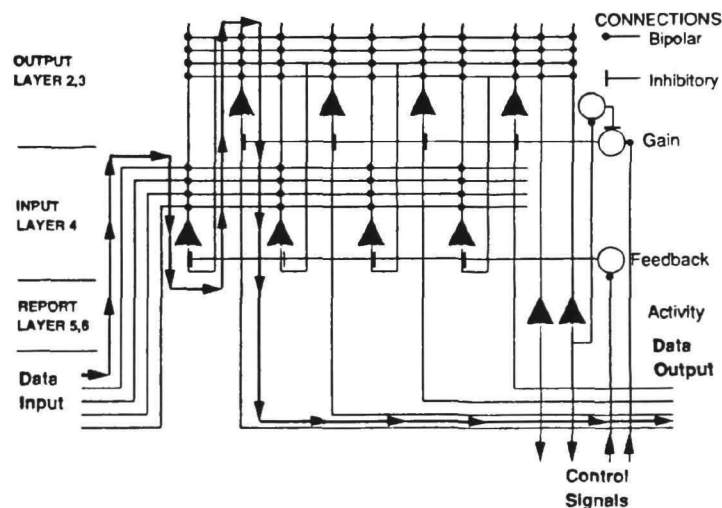 CONNECTIONS
Bipolar
OUTPUT
LAYER 2,3
Inhibitory
Gain
INPUT
LAYER 4
Feedback
REPORT
LAYER 5,6
Activity
Data
Output
Data
Input
Control
Signals